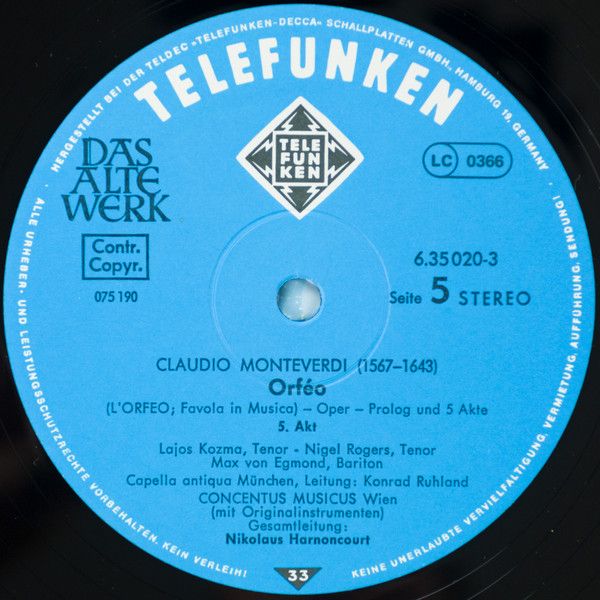 HERGESTELLT BEI DER TELDEC »TELEFUNKEN-DECCA« SCHALLPLATTEN GMBH., HAMBURG 19, GERMANY ·
TELEFUNKEN
TELE
FUN
KEN
DAS
ALTE
WERK
LC 0366
Contr.
Copyr.
075 190
6.35 020-3
Seite 5 STEREO
CLAUDIO MONTEVERDI (1567–1643)
Orféo
(L'ORFEO; Favola in Musica) – Oper – Prolog und 5 Akte
5. Akt
Lajos Kozma, Tenor - Nigel Rogers, Tenor
Max von Egmond, Bariton
Capella antiqua München, Leitung: Konrad Ruhland
CONCENTUS MUSICUS Wien
(mit Originalinstrumenten)
Gesamtleitung:
Nikolaus Harnoncourt
33
ALLE URHEBER- UND LEISTUNGSSCHUTZRECHTE VORBEHALTEN. KEIN VERLEIH!
KEINE UNERLAUBTE VERVIELFÄLTIGUNG, VERMIETUNG, AUFFÜHRUNG, SENDUNG!